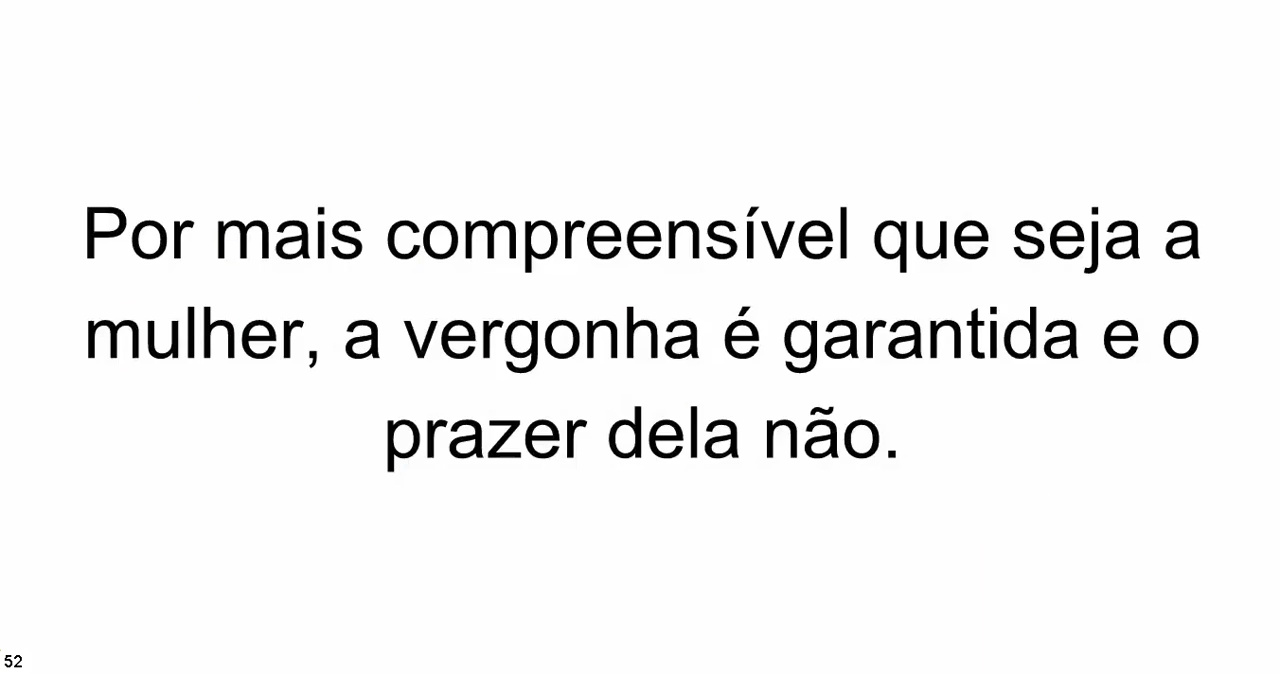 Por mais compreensível que seja a
mulher, a vergonha é garantida e o
prazer dela não.
52